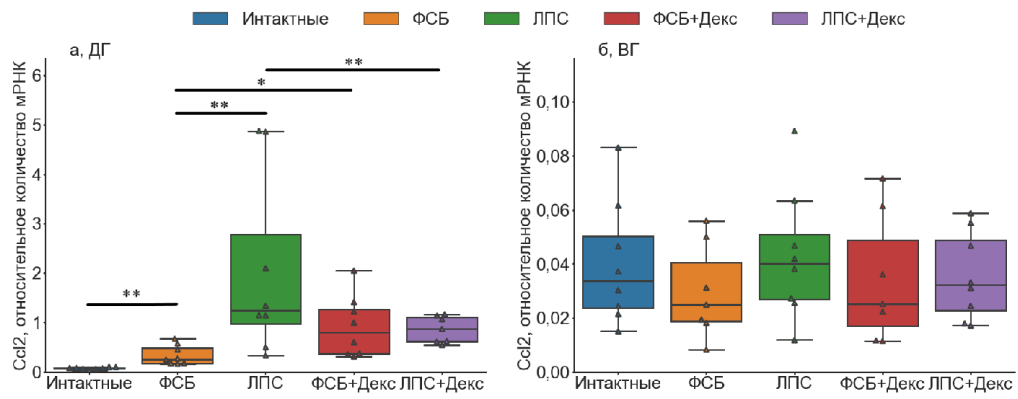 Интактные ФСБ ЛПС ФСБ+Декс ЛПС+Декс
а, ДГ
Ccl2, относительное количество мРНК
6
5
4
3
2
1
0
**
**
*
**
Интактные ФСБ ЛПС ФСБ+Декс ЛПС+Декс
б, ВГ
Ccl2, относительное количество мРНК
0,10
0,08
0,06
0,04
0,02
0,00
Интактные ФСБ ЛПС ФСБ+Декс ЛПС+Декс